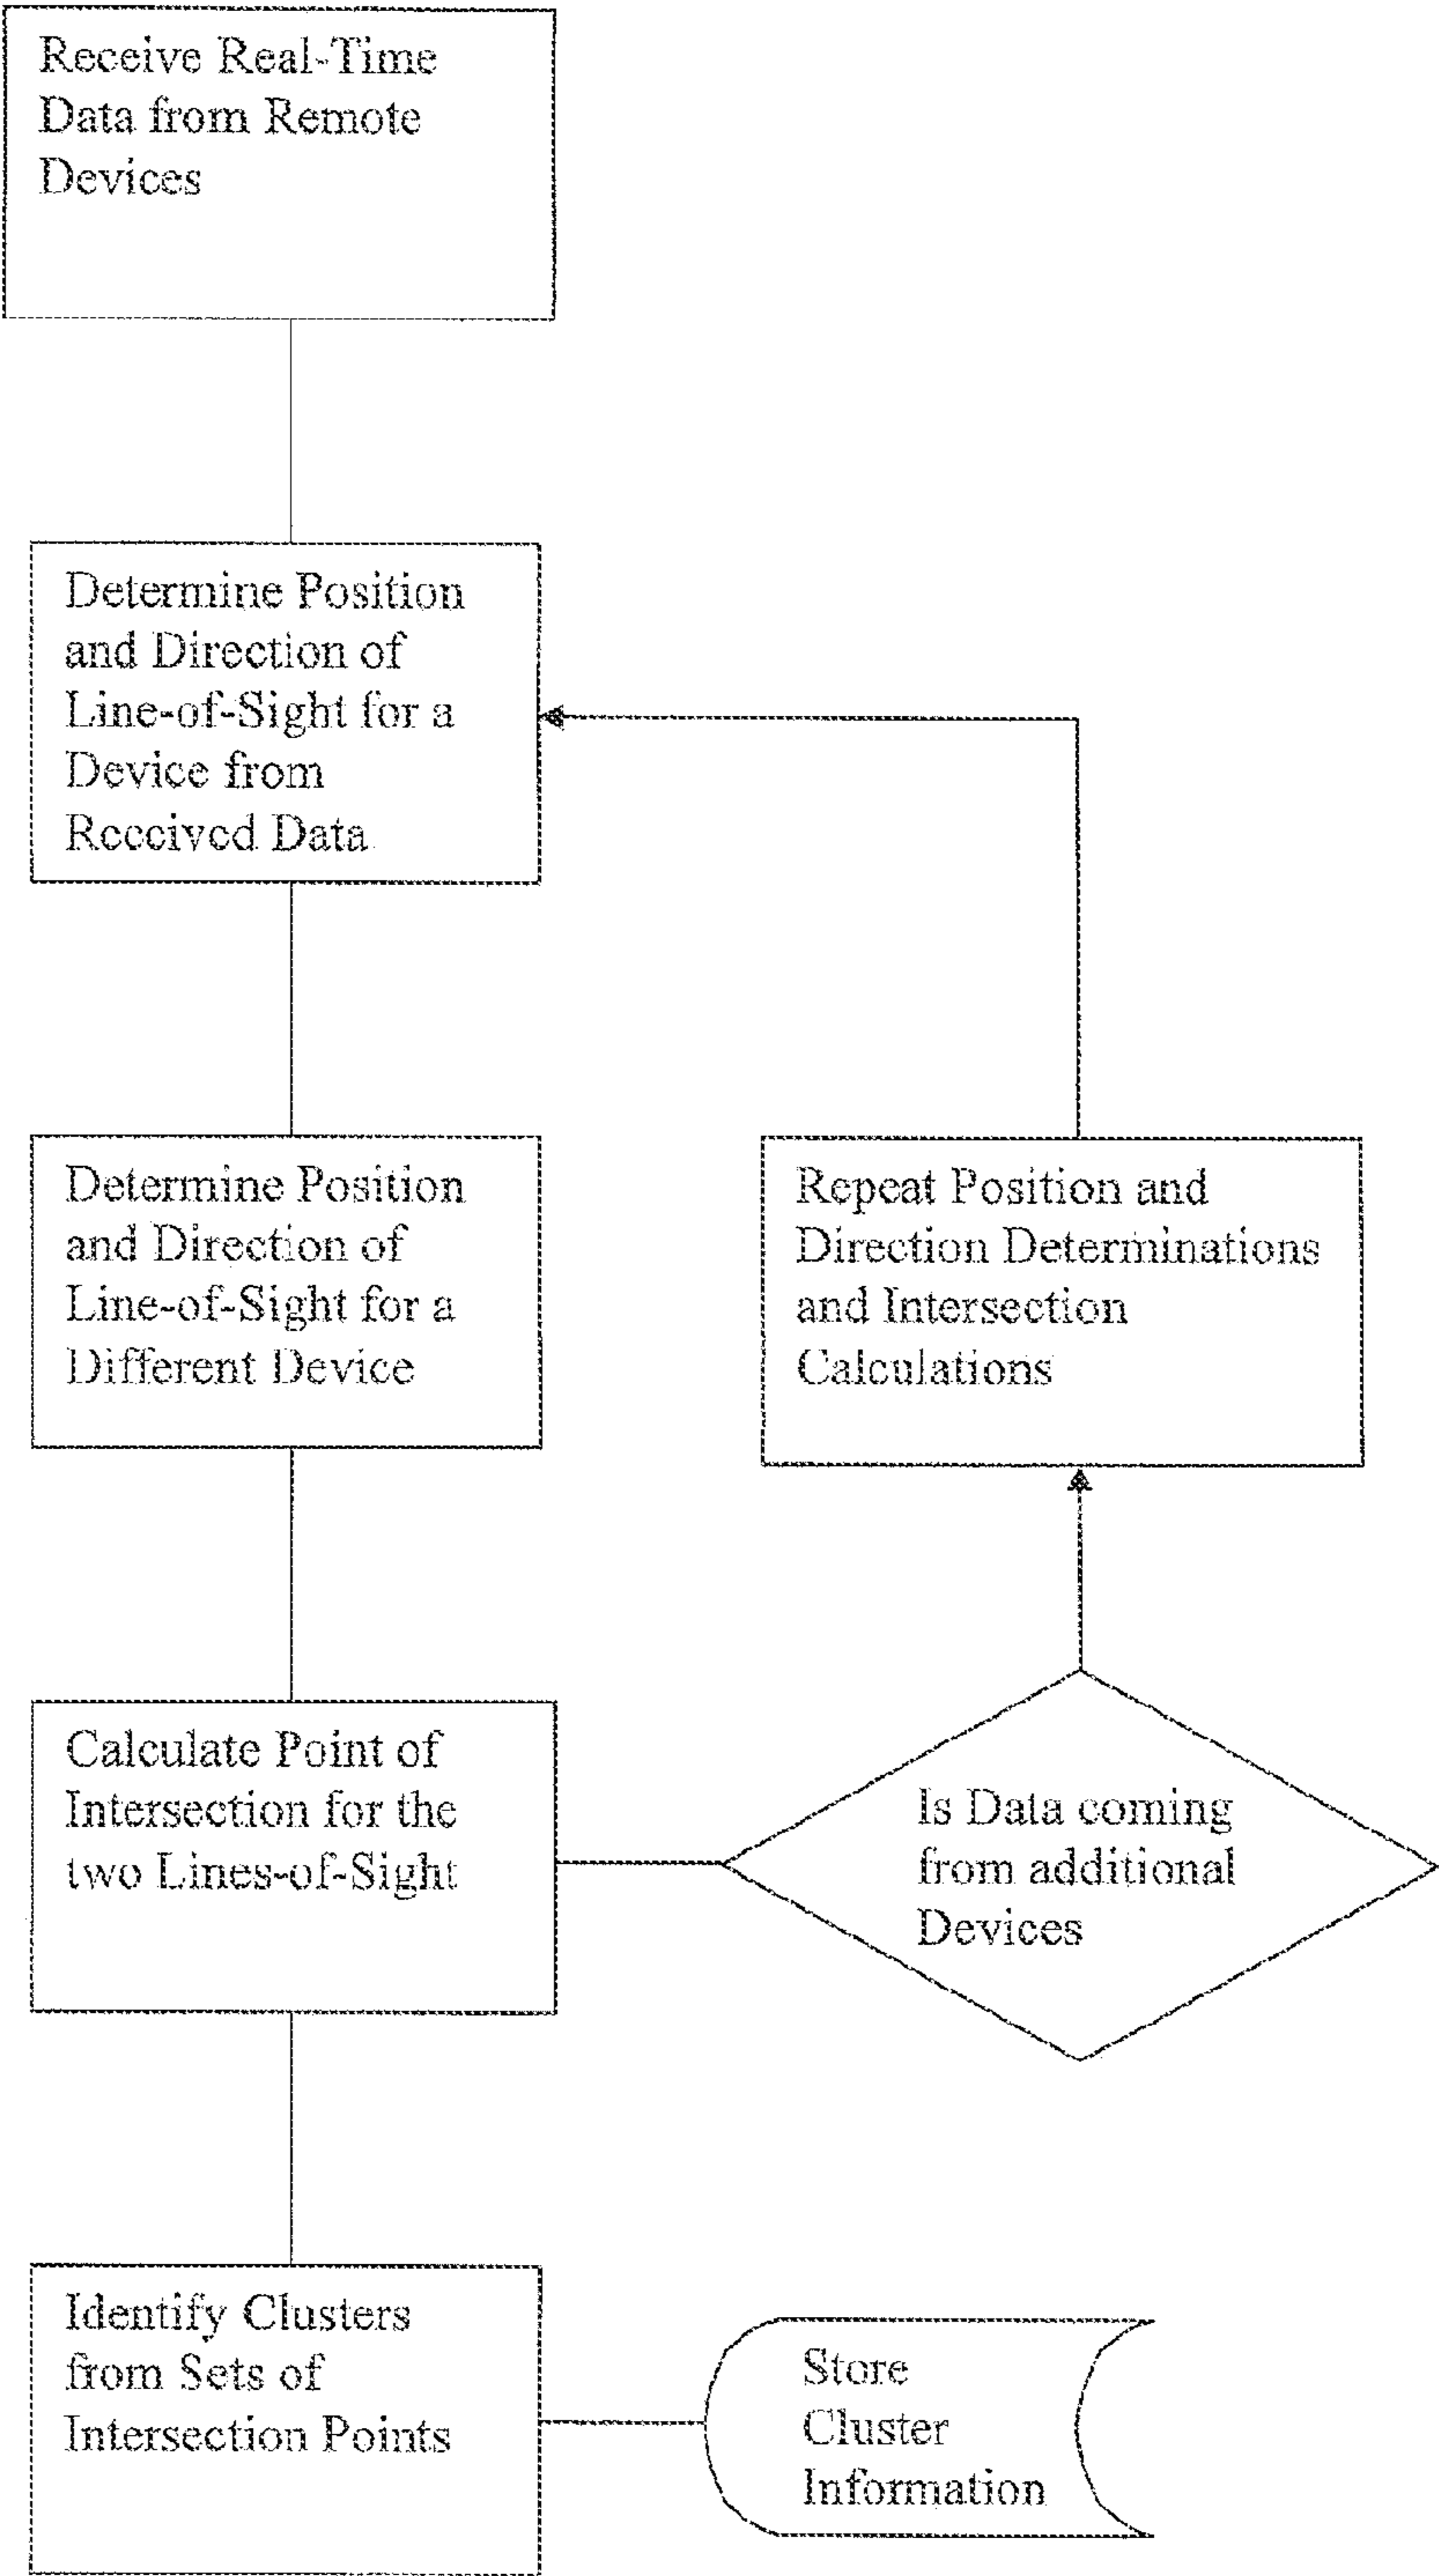 Receive Real-Time
Data from Remote
Devices
Determine Position
and Direction of
Line-of-Sight for a
Device from
Received Data
Determine Position
and Direction of
Line-of-Sight for a
Different Device
Repeat Position and
Direction Determinations
and Intersection
Calculations
Calculate Point of
Intersection for the
two Lines-of-Sight
Is Data coming
from additional
Devices
Identify Clusters
from Sets of
Intersection Points
Store
Cluster
Information